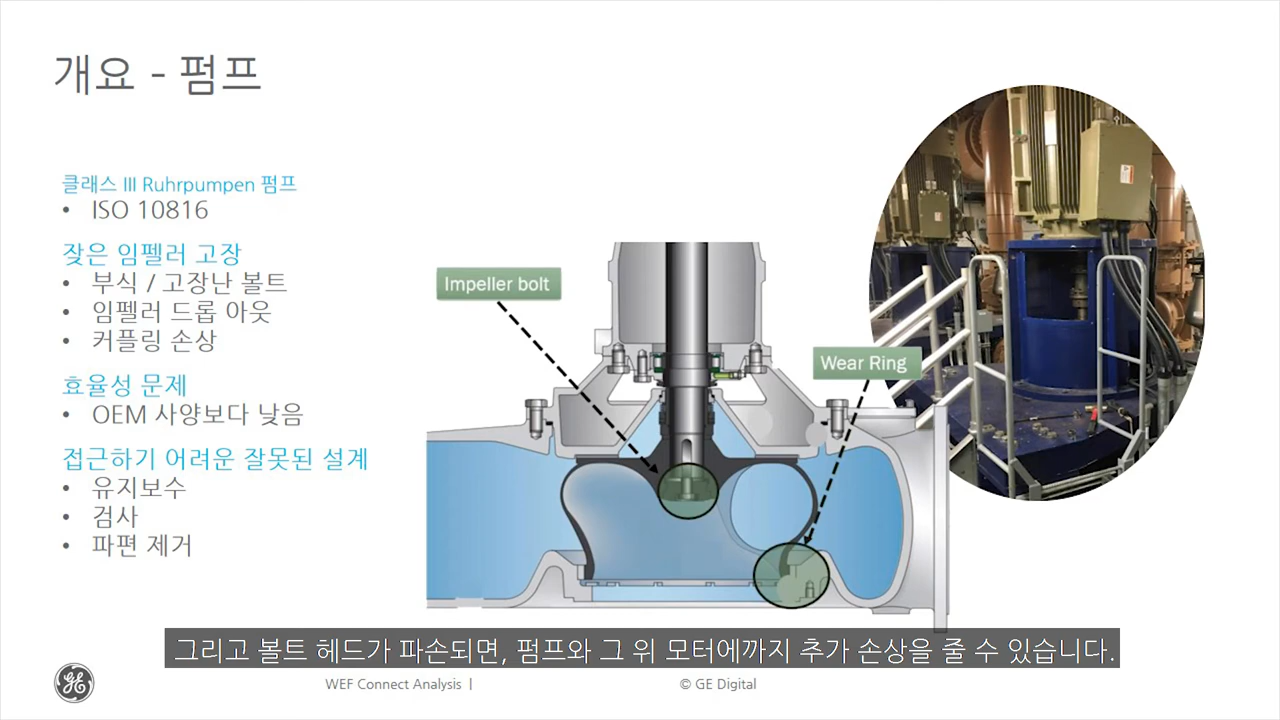 개요 - 펌프
클래스 III Ruhrpumpen 펌프
• ISO 10816
잦은 임펠러 고장
• 부식 / 고장난 볼트
• 임펠러 드롭 아웃
• 커플링 손상
효율성 문제
• OEM 사양보다 낮음
접근하기 어려운 잘못된 설계
• 유지보수
• 검사
• 파편 제거
Impeller bolt
Wear Ring
그리고 볼트 헤드가 파손되면, 펌프와 그 위 모터에까지 추가 손상을 줄 수 있습니다.
WEF Connect Analysis |
© GE Digital